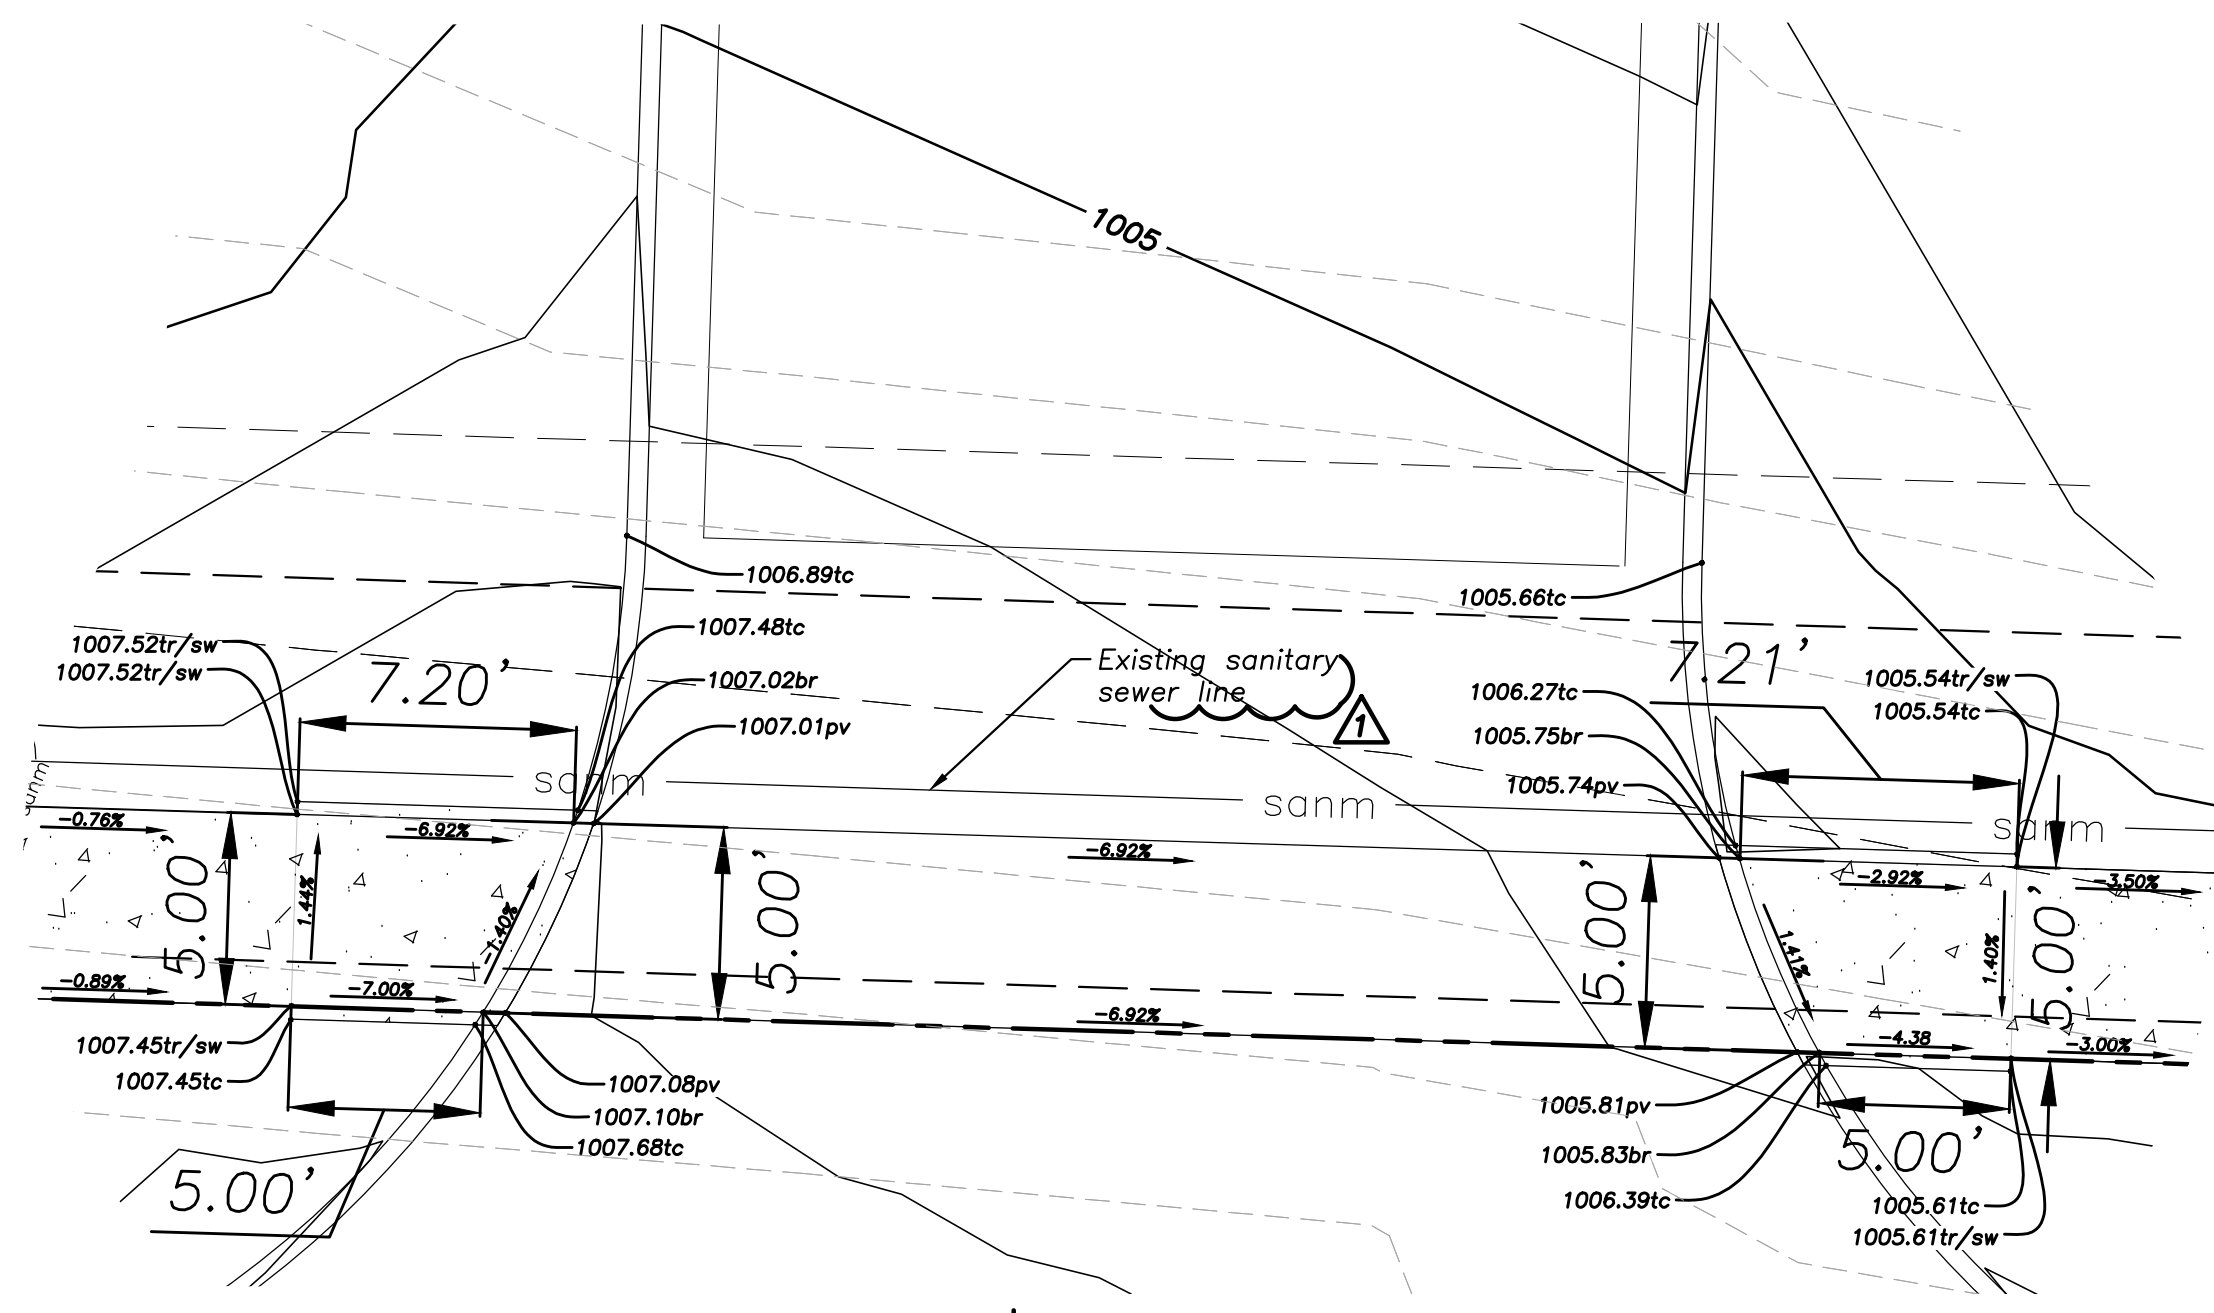 1005
1006.89tc
1005.66tc
1007.48tc
1007.52tr/sw
1007.52tr/sw
7.20'
1007.02br
1007.01pv
Existing sanitary
sewer line
1
7.21'
1005.54tr/sw
1005.54tc
1006.27tc
1005.75br
1005.74pv
sanm
sanm
sanm
sanm
-0.76%
-6.92%
-6.92%
-2.92%
-3.50%
5.00'
1.44%
-1.40%
5.00'
5.00'
1.41%
1.40%
5.00'
-0.89%
-7.00%
-6.92%
-4.38
-3.00%
1007.45tr/sw
1007.45tc
1007.08pv
1007.10br
1007.68tc
5.00'
1005.81pv
1005.83br
1006.39tc
5.00'
1005.61tc
1005.61tr/sw